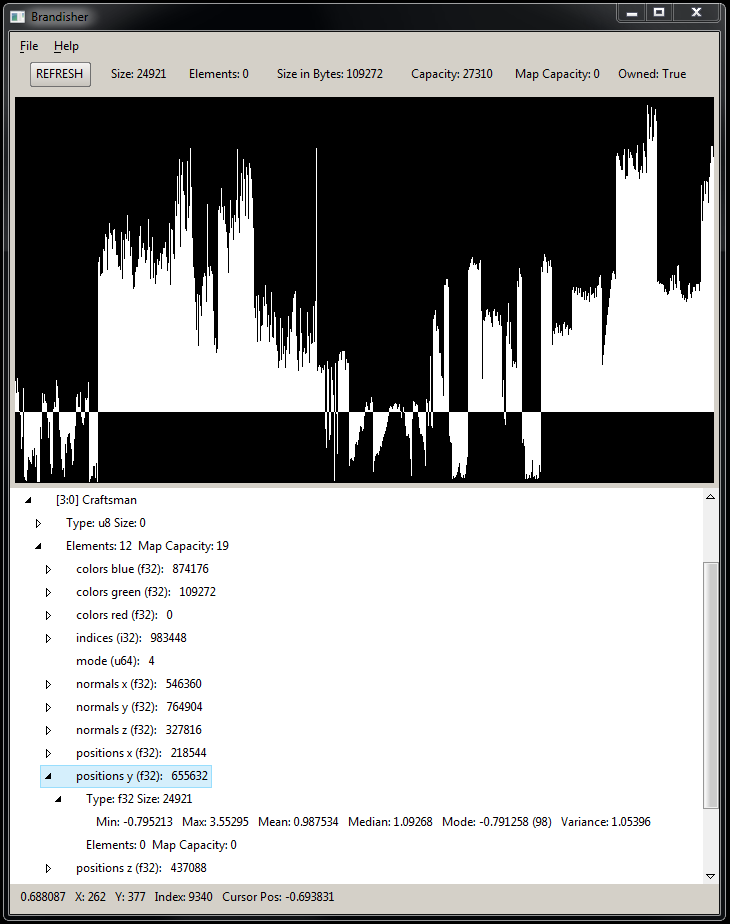 Brandisher
File Help
REFRESH Size: 24921 Elements: 0 Size in Bytes: 109272 Capacity: 27310 Map Capacity: 0 Owned: True
[3:0] Craftsman
Type: u8 Size: 0
Elements: 12 Map Capacity: 19
colors blue (f32): 874176
colors green (f32): 109272
colors red (f32): 0
indices (i32): 983448
mode (u64): 4
normals x (f32): 546360
normals y (f32): 764904
normals z (f32): 327816
positions x (f32): 218544
positions y (f32): 655632
Type: f32 Size: 24921
Min: -0.795213 Max: 3.55295 Mean: 0.987534 Median: 1.09268 Mode: -0.791258 (98) Variance: 1.05396
Elements: 0 Map Capacity: 0
positions z (f32): 437088
0.688087 X: 262 Y: 377 Index: 9340 Cursor Pos: -0.693831